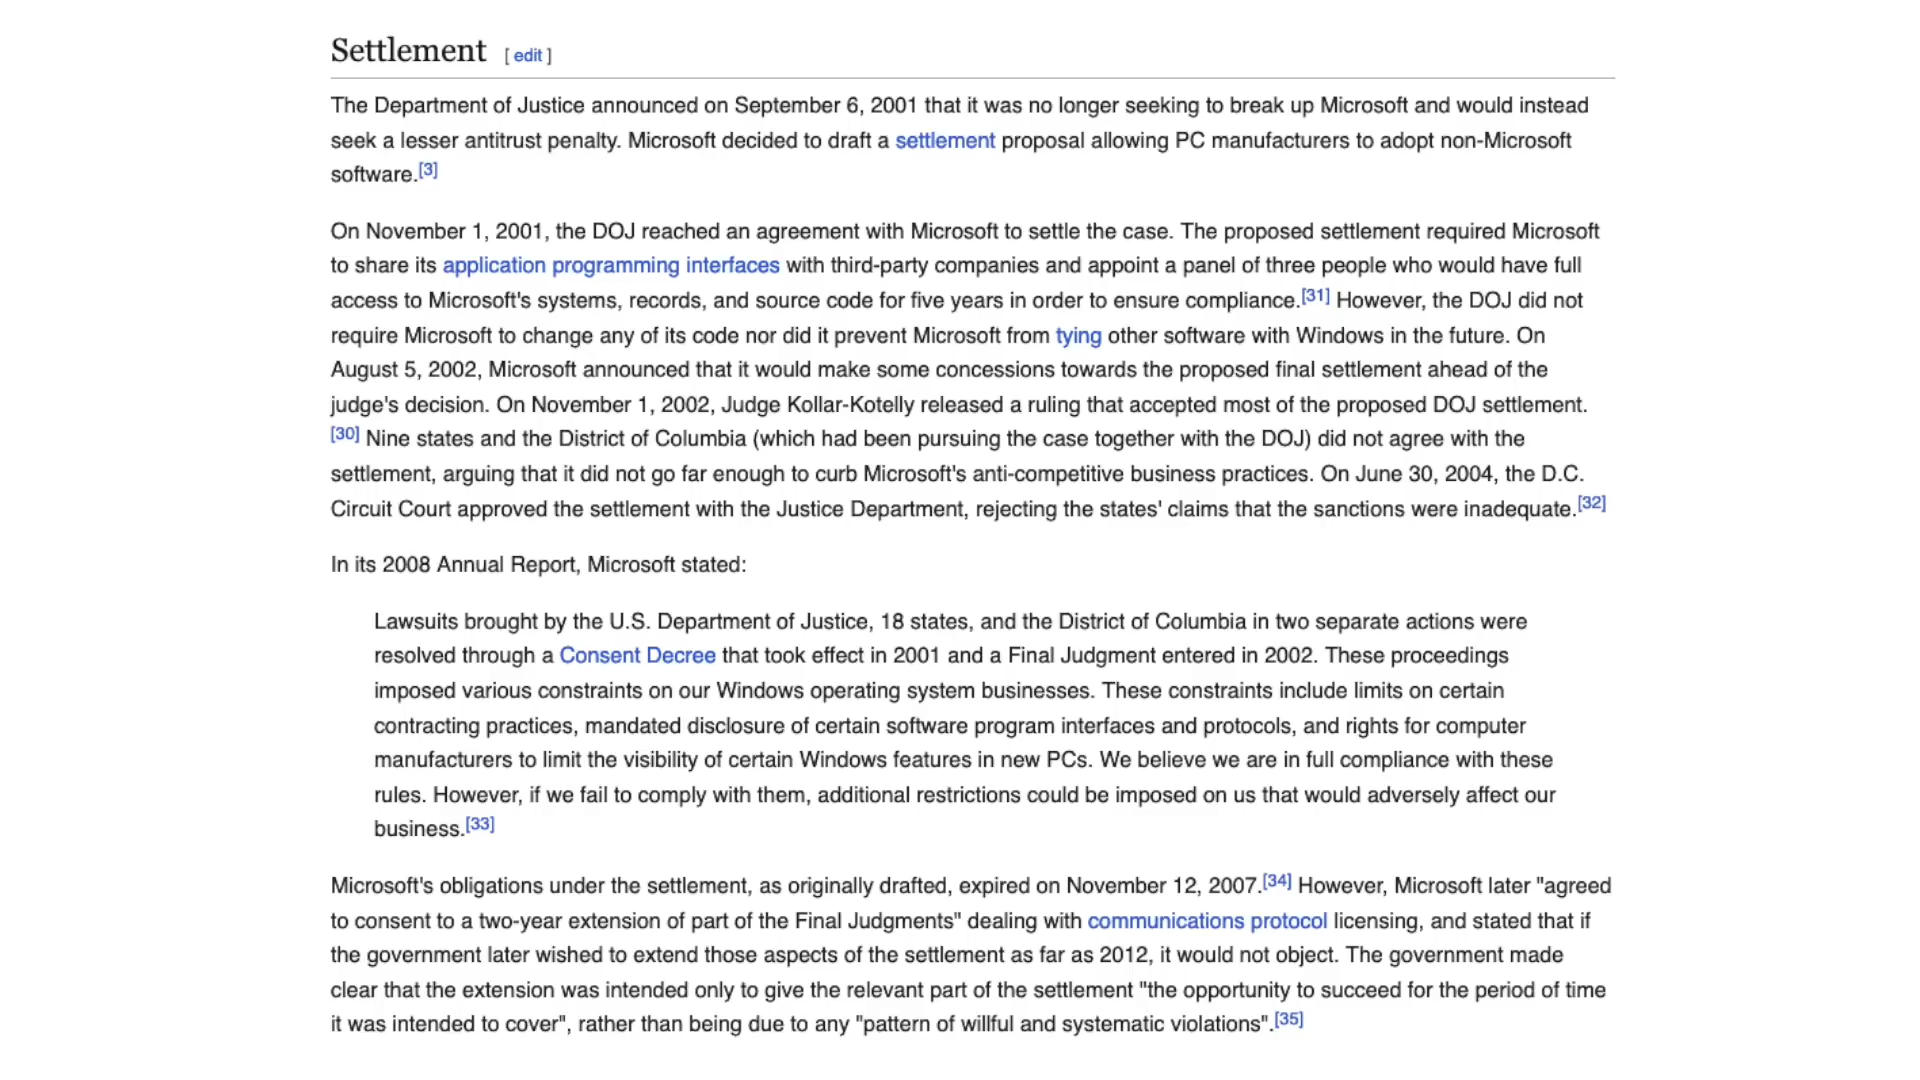 Settlement [ edit ]
The Department of Justice announced on September 6, 2001 that it was no longer seeking to break up Microsoft and would instead
seek a lesser antitrust penalty. Microsoft decided to draft a settlement proposal allowing PC manufacturers to adopt non-Microsoft
software.[3]
On November 1, 2001, the DOJ reached an agreement with Microsoft to settle the case. The proposed settlement required Microsoft
to share its application programming interfaces with third-party companies and appoint a panel of three people who would have full
access to Microsoft's systems, records, and source code for five years in order to ensure compliance.[31] However, the DOJ did not
require Microsoft to change any of its code nor did it prevent Microsoft from tying other software with Windows in the future. On
August 5, 2002, Microsoft announced that it would make some concessions towards the proposed final settlement ahead of the
judge's decision. On November 1, 2002, Judge Kollar-Kotelly released a ruling that accepted most of the proposed DOJ settlement.
[30] Nine states and the District of Columbia (which had been pursuing the case together with the DOJ) did not agree with the
settlement, arguing that it did not go far enough to curb Microsoft's anti-competitive business practices. On June 30, 2004, the D.C.
Circuit Court approved the settlement with the Justice Department, rejecting the states' claims that the sanctions were inadequate.[32]
In its 2008 Annual Report, Microsoft stated:
Lawsuits brought by the U.S. Department of Justice, 18 states, and the District of Columbia in two separate actions were
resolved through a Consent Decree that took effect in 2001 and a Final Judgment entered in 2002. These proceedings
imposed various constraints on our Windows operating system businesses. These constraints include limits on certain
contracting practices, mandated disclosure of certain software program interfaces and protocols, and rights for computer
manufacturers to limit the visibility of certain Windows features in new PCs. We believe we are in full compliance with these
rules. However, if we fail to comply with them, additional restrictions could be imposed on us that would adversely affect our
business.[33]
Microsoft's obligations under the settlement, as originally drafted, expired on November 12, 2007.[34] However, Microsoft later "agreed
to consent to a two-year extension of part of the Final Judgments" dealing with communications protocol licensing, and stated that if
the government later wished to extend those aspects of the settlement as far as 2012, it would not object. The government made
clear that the extension was intended only to give the relevant part of the settlement "the opportunity to succeed for the period of time
it was intended to cover", rather than being due to any "pattern of willful and systematic violations".[35]